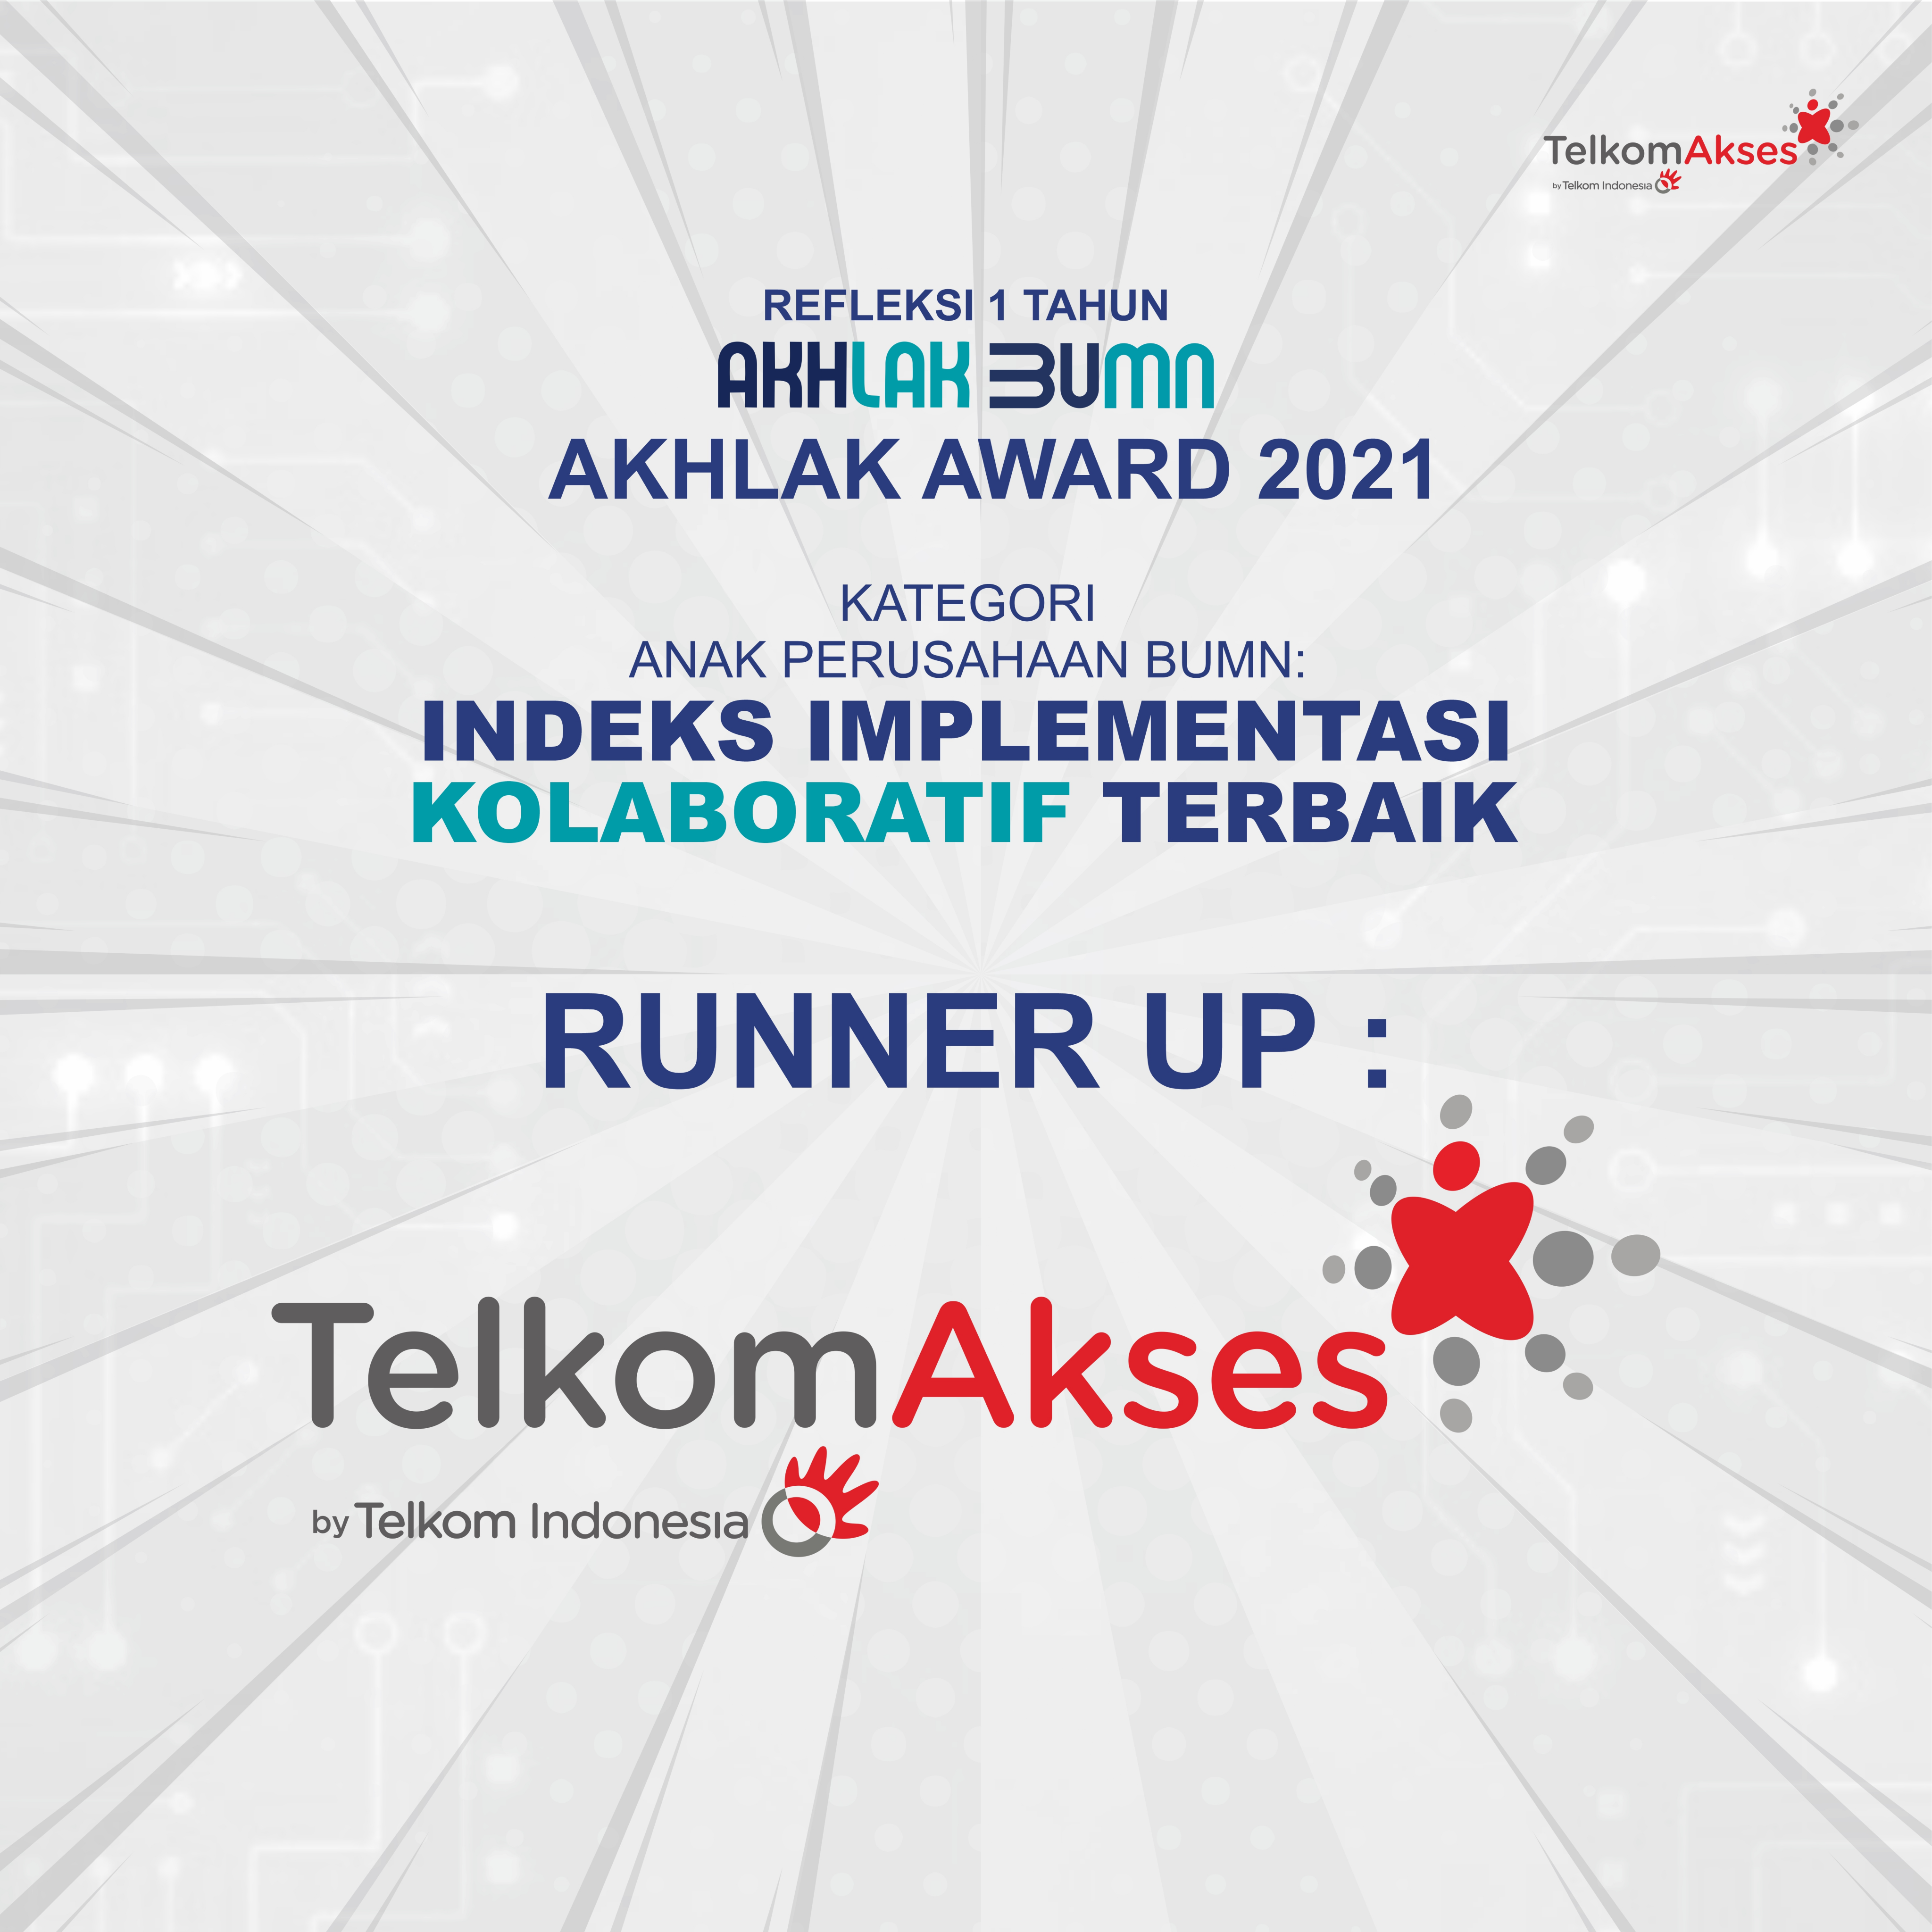 TelkomAkses
by Telkom Indonesia
REFLEKSI 1 TAHUN
AKHLAK BUMN
AKHLAK AWARD 2021
KATEGORI
ANAK PERUSAHAAN BUMN:
INDEKS IMPLEMENTASI
KOLABORATIF TERBAIK
RUNNER UP :
TelkomAkses
by Telkom Indonesia